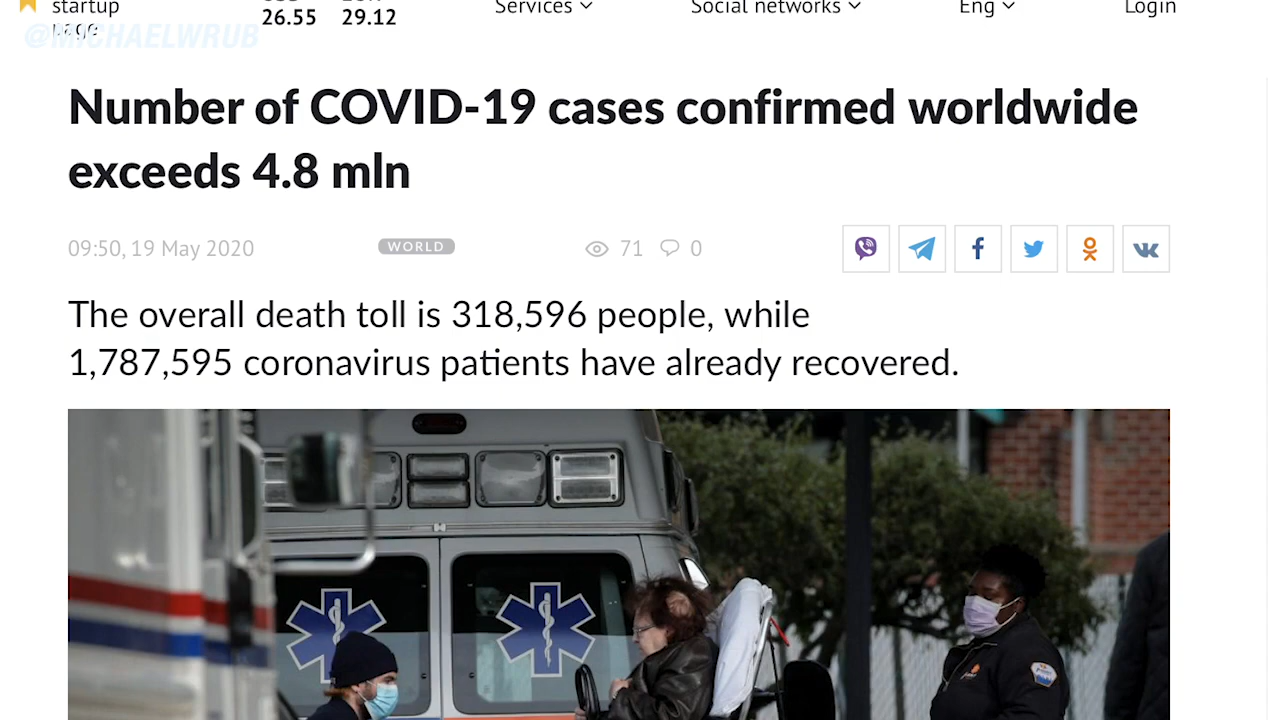 startup
page
26.55 29.12
Services
Social networks
Eng
Login
@MICHAELWRUB
Number of COVID-19 cases confirmed worldwide
exceeds 4.8 mln
09:50, 19 May 2020
WORLD
71
0
The overall death toll is 318,596 people, while
1,787,595 coronavirus patients have already recovered.